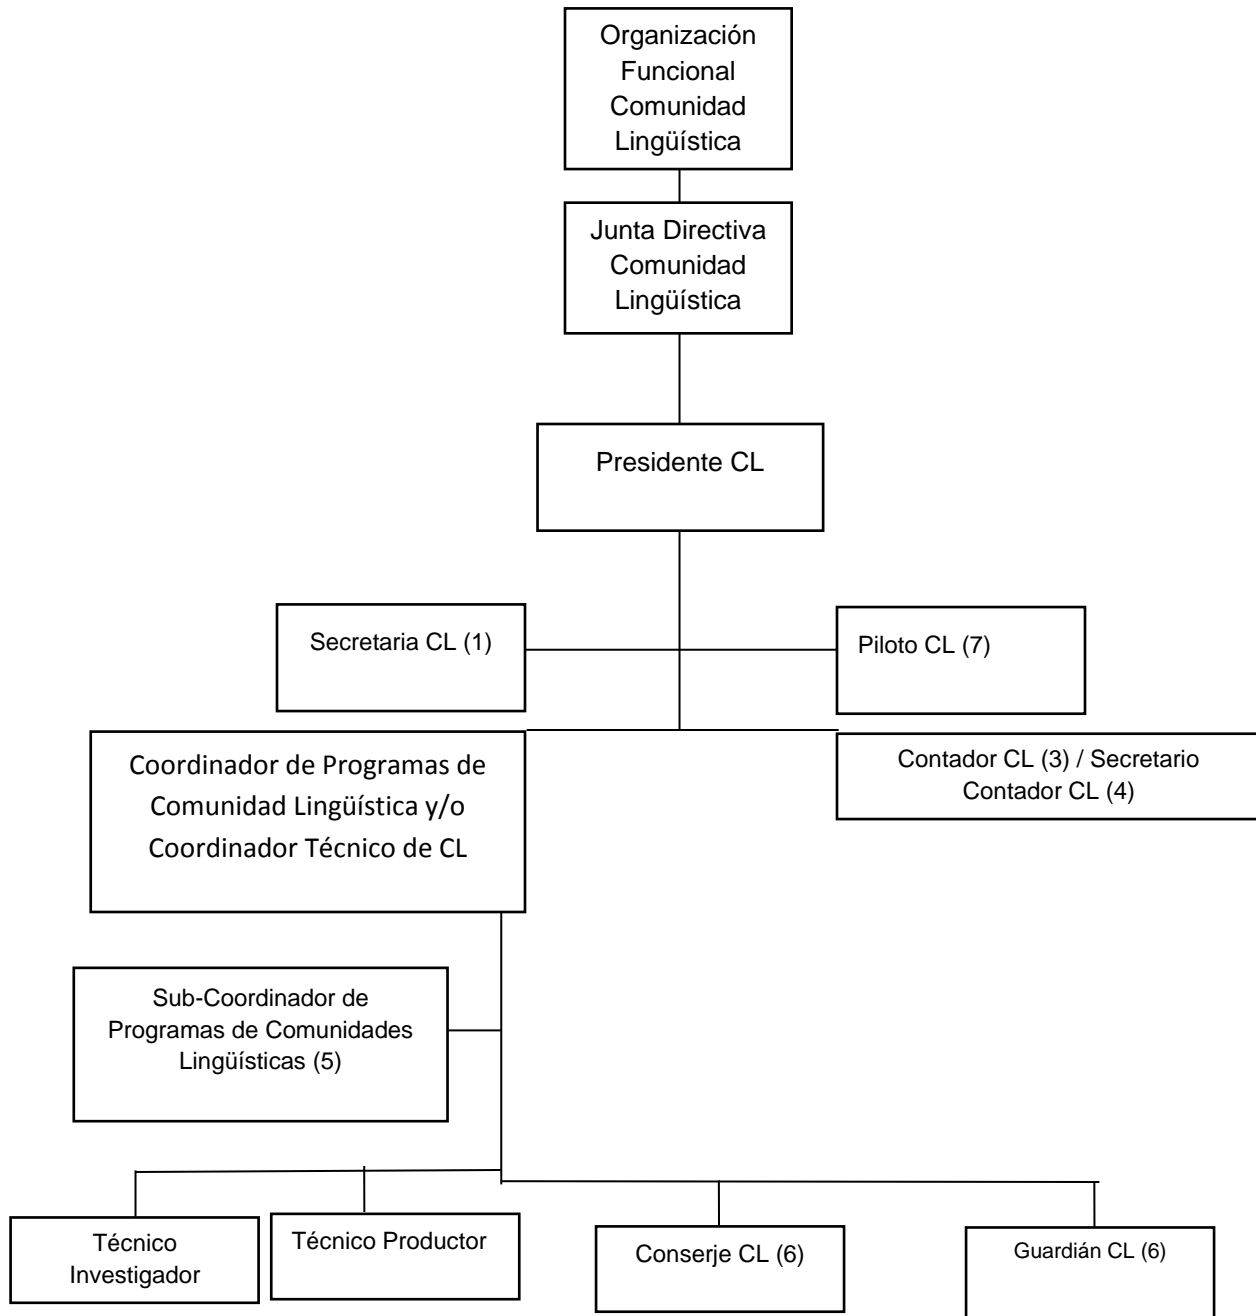 Organización
Funcional
Comunidad
Lingüística
Junta Directiva
Comunidad
Lingüística
Presidente CL
Secretaria CL (1)
Piloto CL (7)
Coordinador de Programas de
Comunidad Lingüística y/o
Coordinador Técnico de CL
Contador CL (3) / Secretario
Contador CL (4)
Sub-Coordinador de
Programas de Comunidades
Lingüísticas (5)
Técnico
Investigador
Técnico Productor
Conserje CL (6)
Guardián CL (6)